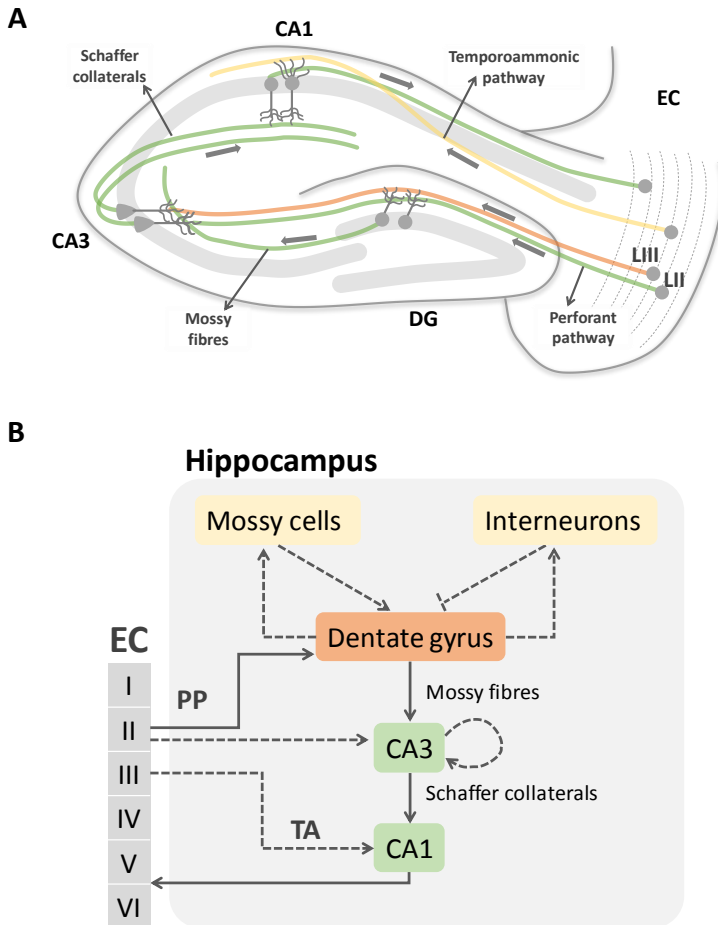 A
CA1
Schaffer
collaterals
Temporoammonic
pathway
EC
CA3
LIII
LII
Mossy
fibres
DG
Perforant
pathway
B
Hippocampus
Mossy cells
Interneurons
Dentate gyrus
EC
I
PP
Mossy fibres
II
CA3
III
Schaffer collaterals
IV
TA
CA1
V
VI